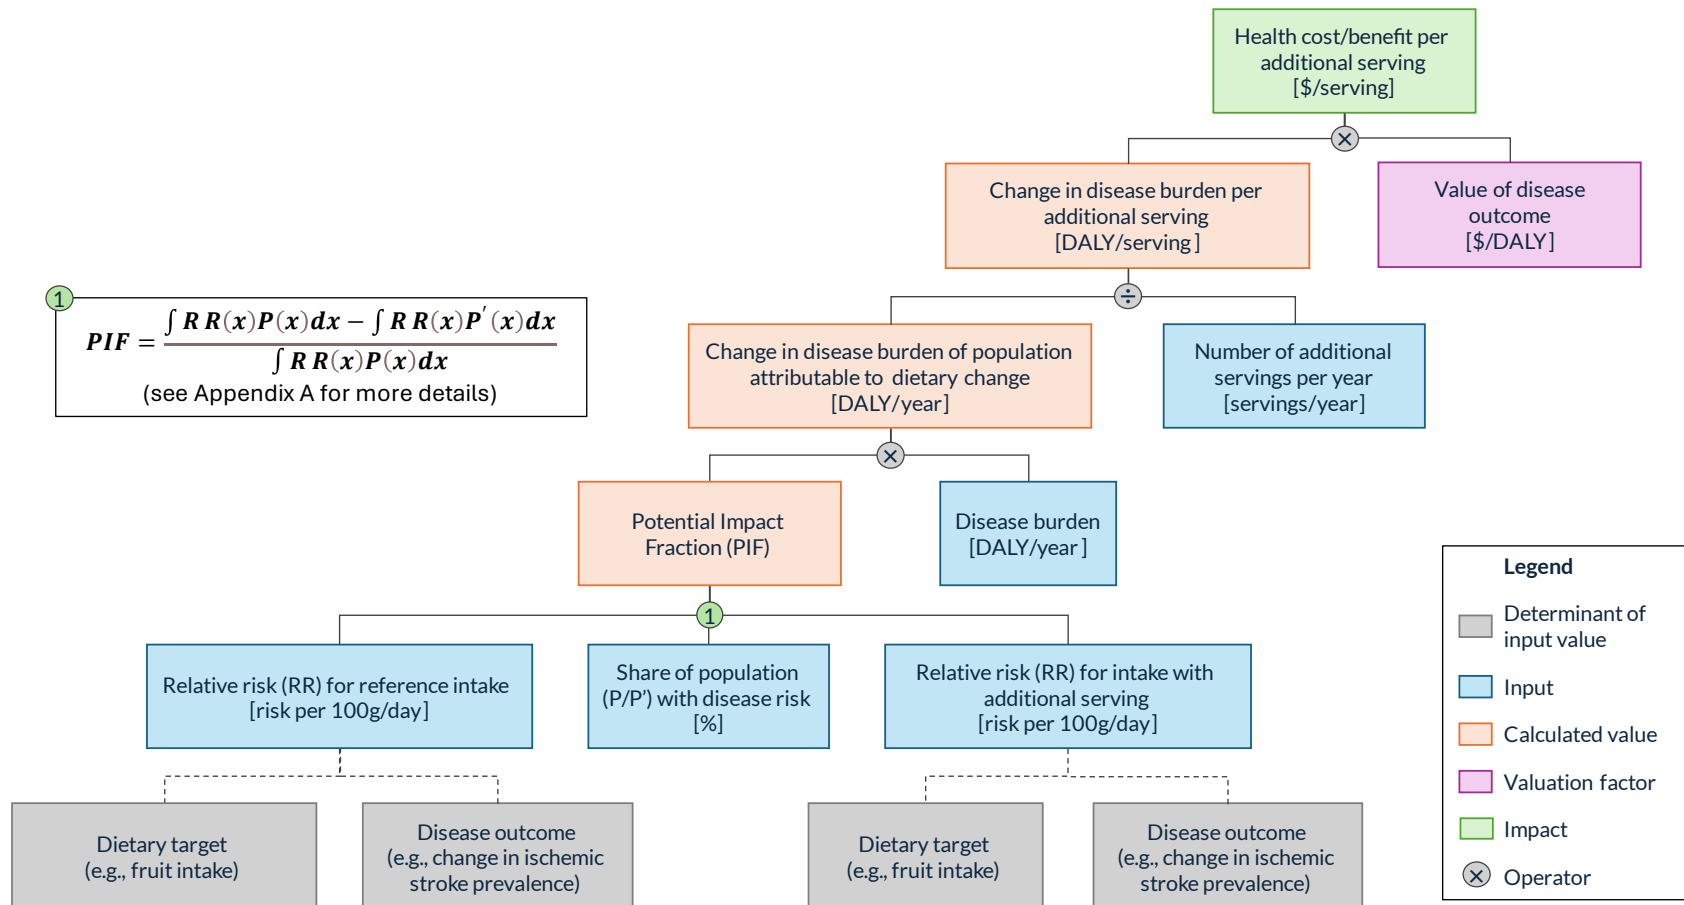 Health cost/benefit per
additional serving
[$/serving]
×
Change in disease burden per
additional serving
[DALY/serving]
Value of disease
outcome
[$/DALY]
÷
1
PIF = (∫ R R(x)P(x)dx − ∫ R R(x)P′(x)dx) / (∫ R R(x)P(x)dx)
(see Appendix A for more details)
Change in disease burden of population
attributable to dietary change
[DALY/year]
Number of additional
servings per year
[servings/year]
×
Potential Impact
Fraction (PIF)
Disease burden
[DALY/year]
1
Relative risk (RR) for reference intake
[risk per 100g/day]
Share of population
(P/P') with disease risk
[%]
Relative risk (RR) for intake with
additional serving
[risk per 100g/day]
Dietary target
(e.g., fruit intake)
Disease outcome
(e.g., change in ischemic
stroke prevalence)
Dietary target
(e.g., fruit intake)
Disease outcome
(e.g., change in ischemic
stroke prevalence)
Legend
Determinant of
input value
Input
Calculated value
Valuation factor
Impact
× Operator